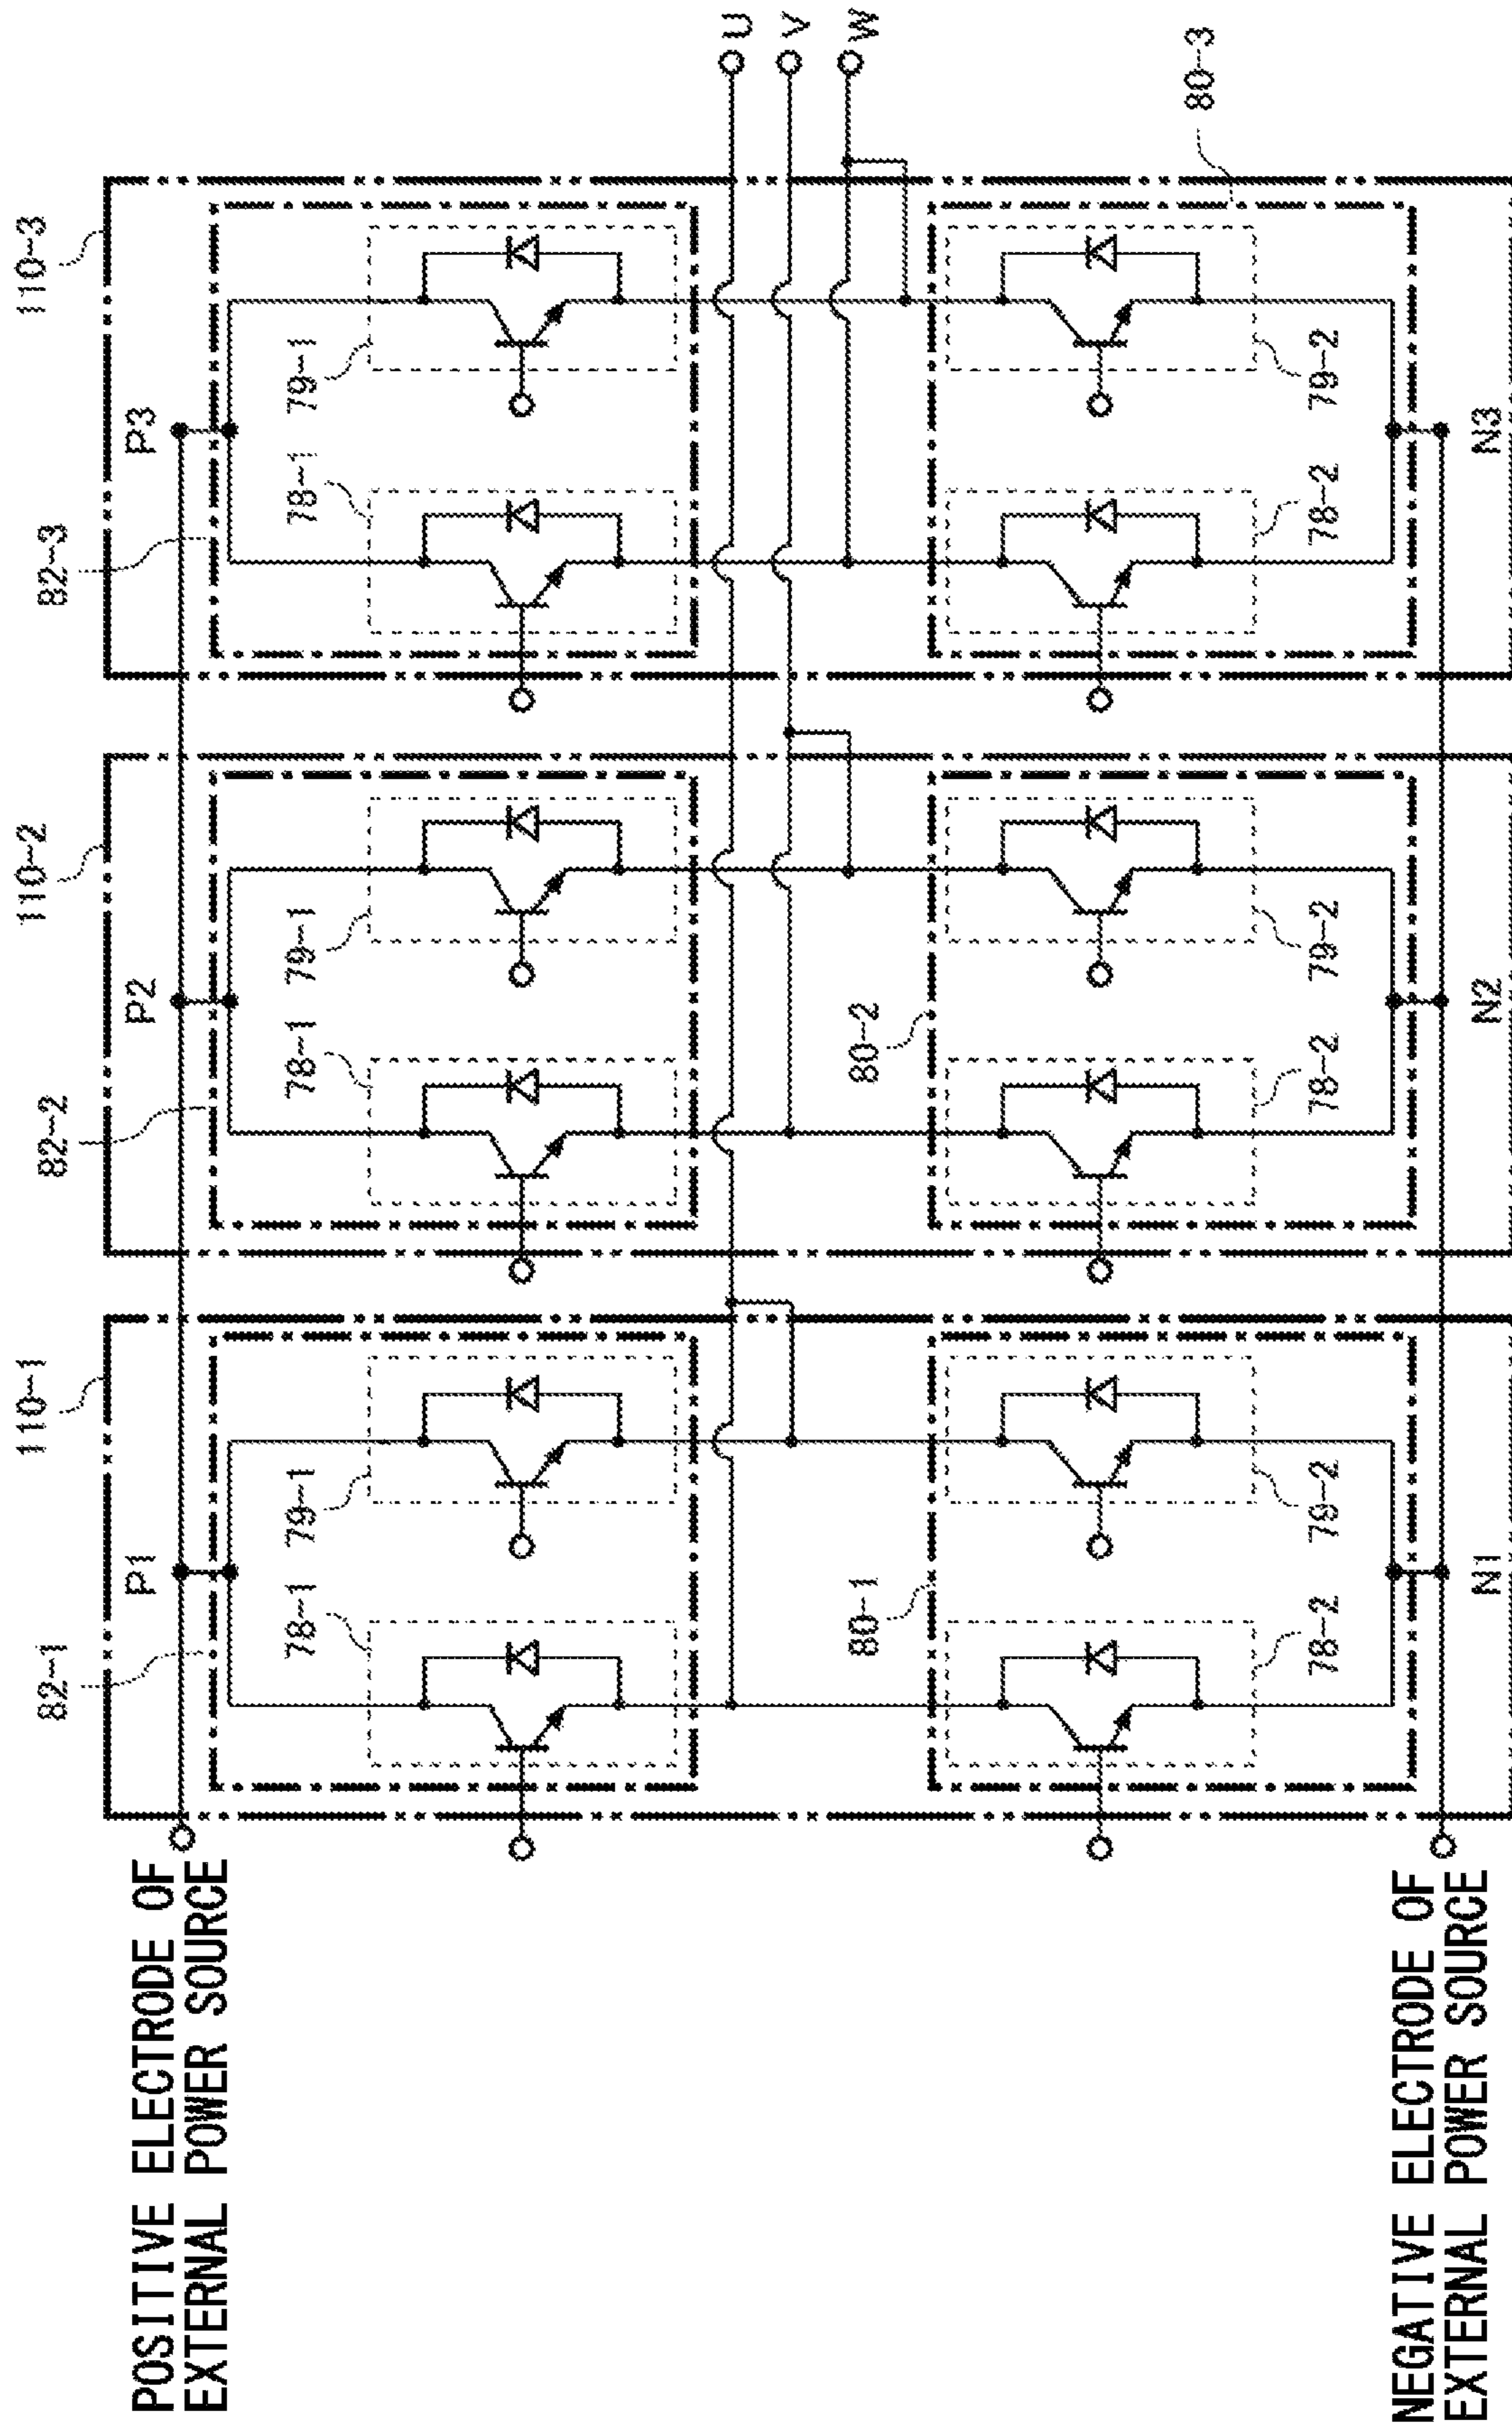 110-1
110-2
110-3
82-1
82-2
82-3
POSITIVE ELECTRODE OF
EXTERNAL POWER SOURCE
P1
P2
P3
78-1
79-1
78-1
79-1
78-1
79-1
U
V
W
80-1
80-2
80-3
78-2
79-2
78-2
79-2
78-2
79-2
NEGATIVE ELECTRODE OF
EXTERNAL POWER SOURCE
N1
N2
N3